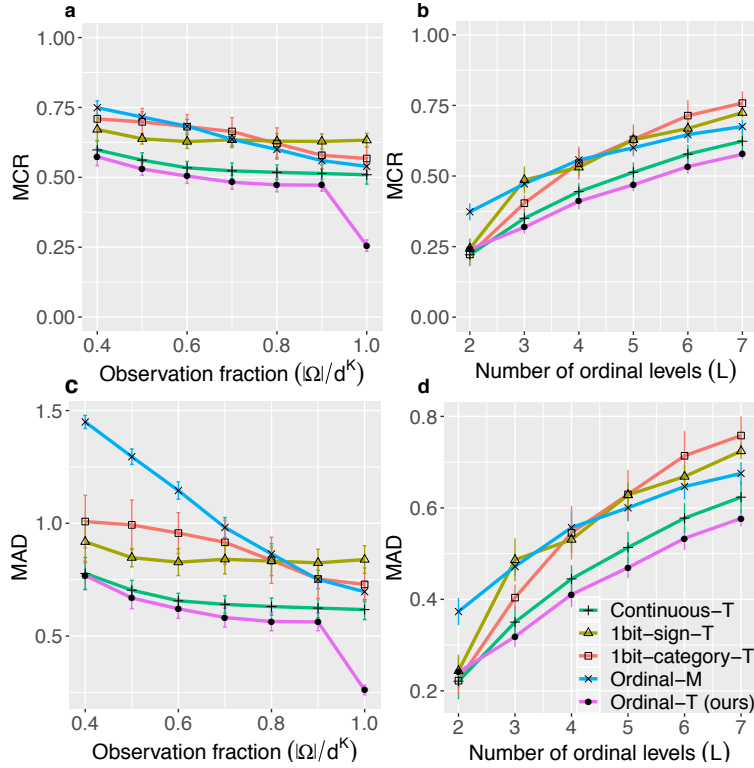 a
b
1.00
0.75
0.50
0.25
0.00
MCR
0.4
0.6
0.8
1.0
Observation fraction (|Ω|/d^K)
1.00
0.75
0.50
0.25
0.00
MCR
2
3
4
5
6
7
Number of ordinal levels (L)
c
d
1.5
1.0
0.5
MAD
0.4
0.6
0.8
1.0
Observation fraction (|Ω|/d^K)
0.8
0.6
0.4
0.2
MAD
2
3
4
5
6
7
Number of ordinal levels (L)
Continuous-T
1bit-sign-T
1bit-category-T
Ordinal-M
Ordinal-T (ours)